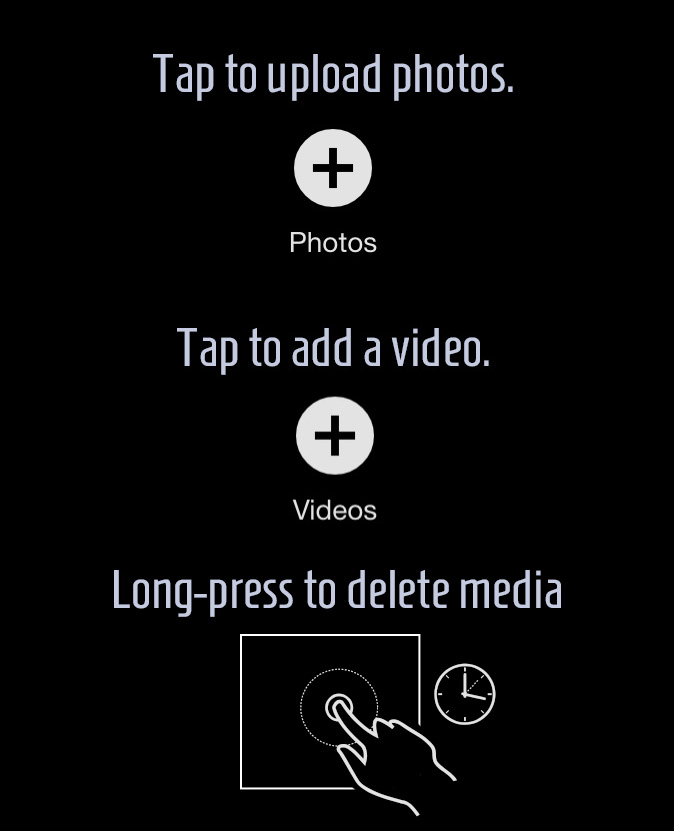 Tap to upload photos.
Photos
Tap to add a video.
Videos
Long-press to delete media